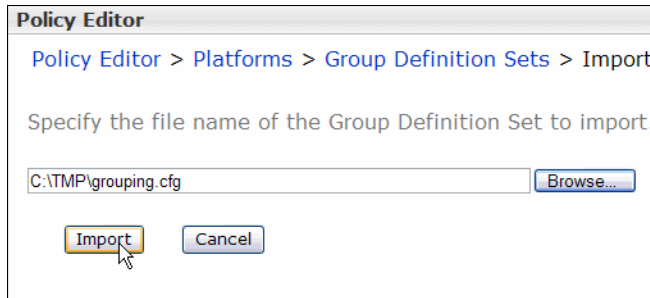 Policy Editor
Policy Editor > Platforms > Group Definition Sets > Import
Specify the file name of the Group Definition Set to import
C:\TMP\grouping.cfg Browse...
Import Cancel